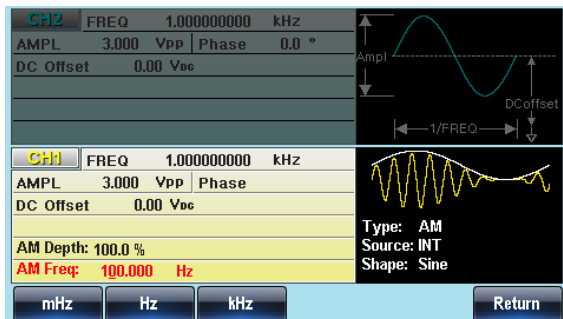 CH2 FREQ 1.000000000 kHz
AMPL 3.000 Vpp Phase 0.0 °
DC Offset 0.00 VDC
Ampl
DCoffset
1/FREQ
CH1 FREQ 1.000000000 kHz
AMPL 3.000 Vpp Phase
DC Offset 0.00 VDC
AM Depth: 100.0 %
AM Freq: 100.000 Hz
Type: AM
Source: INT
Shape: Sine
mHz Hz kHz Return